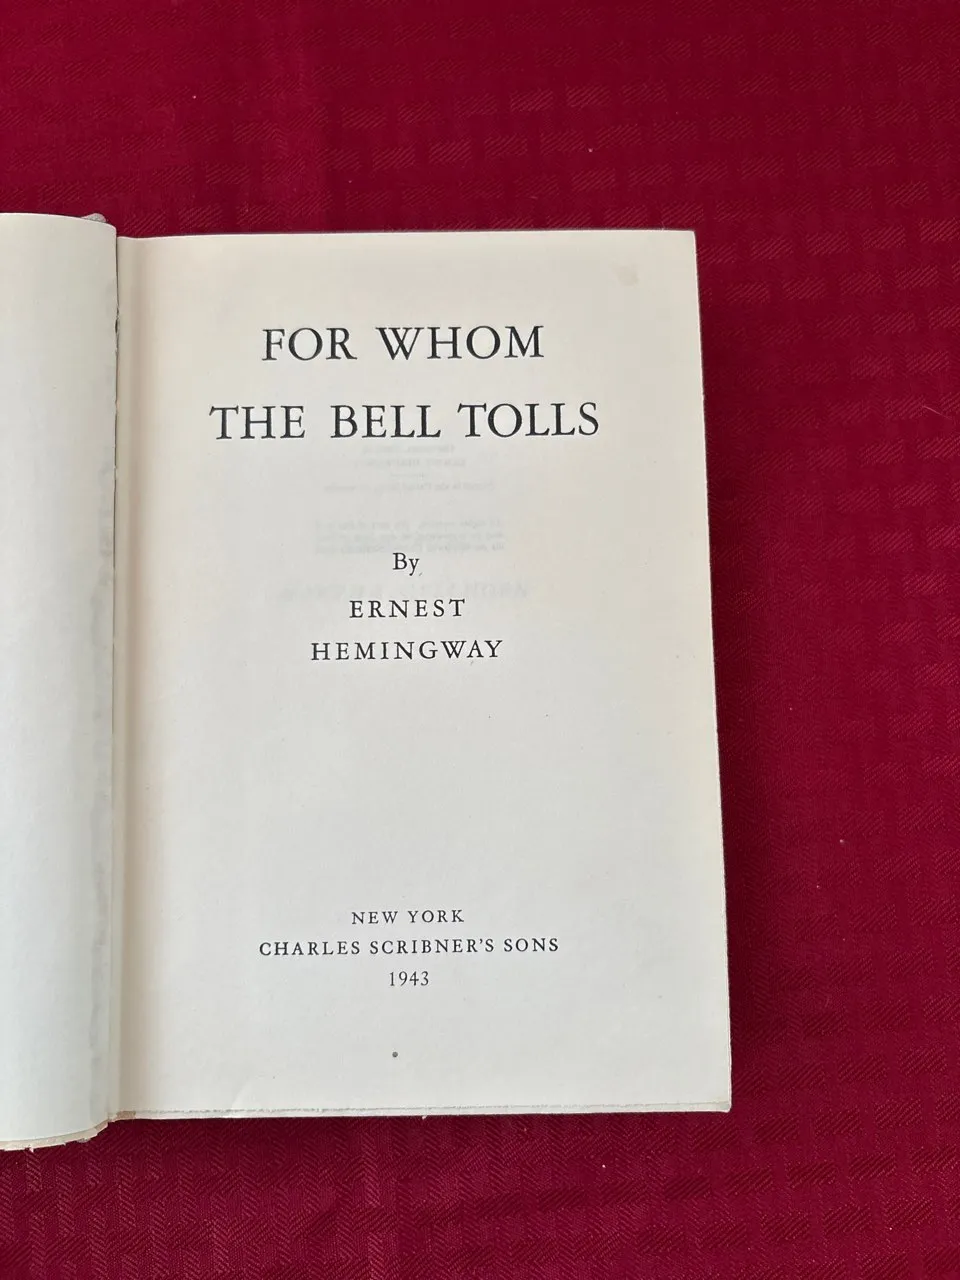 FOR WHOM
THE BELL TOLLS
By
ERNEST
HEMINGWAY
NEW YORK
CHARLES SCRIBNER'S SONS
1943